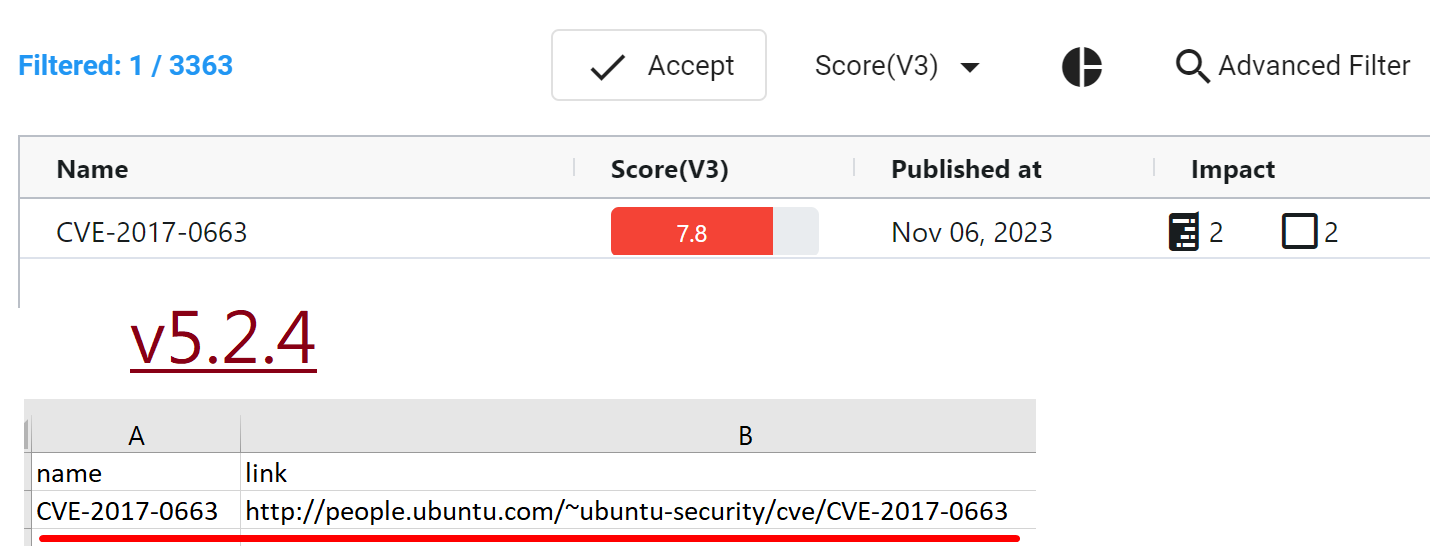 Filtered: 1 / 3363 Accept Score(V3) Advanced Filter
Name Score(V3) Published at Impact
CVE-2017-0663 7.8 Nov 06, 2023 2 2
v5.2.4
A B
name link
CVE-2017-0663 http://people.ubuntu.com/~ubuntu-security/cve/CVE-2017-0663